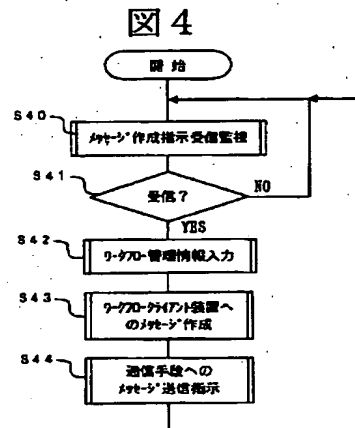 図4
開始
S40
メッセージ作成指示受信監視
S41
受信?
NO
YES
S42
ワークフロー管理情報入力
S43
ワークフロークライアント装置へ
のメッセージ作成
S44
通信手段への
メッセージ送信指示